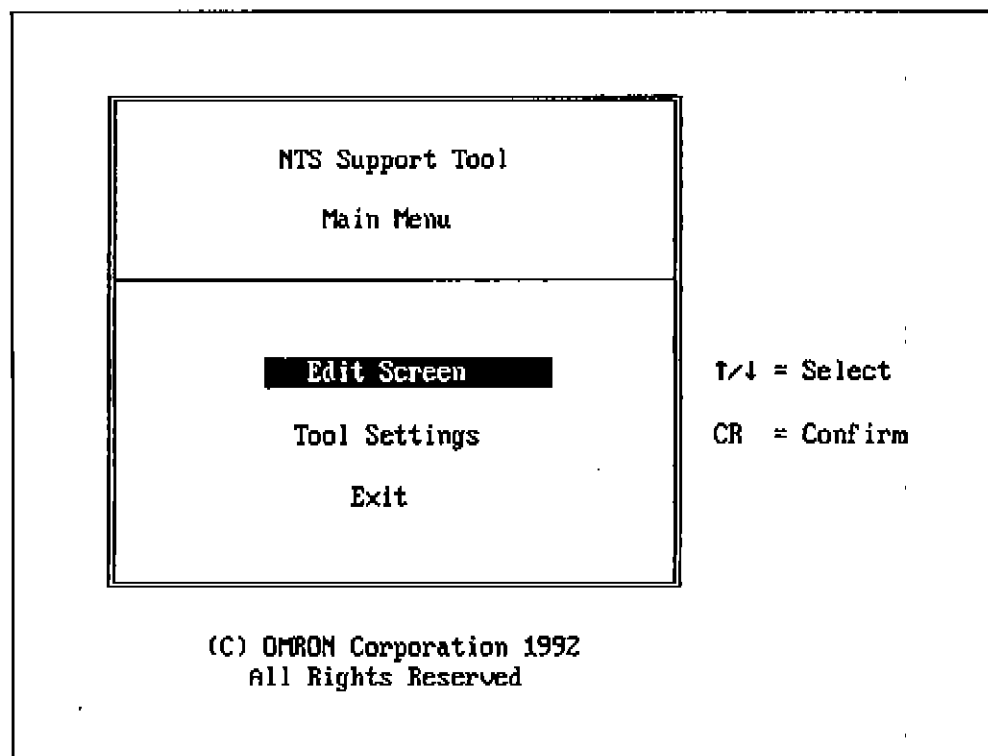 NTS Support Tool
Main Menu
Edit Screen
↑/↓ = Select
Tool Settings
CR = Confirm
Exit
(C) OMRON Corporation 1992
All Rights Reserved